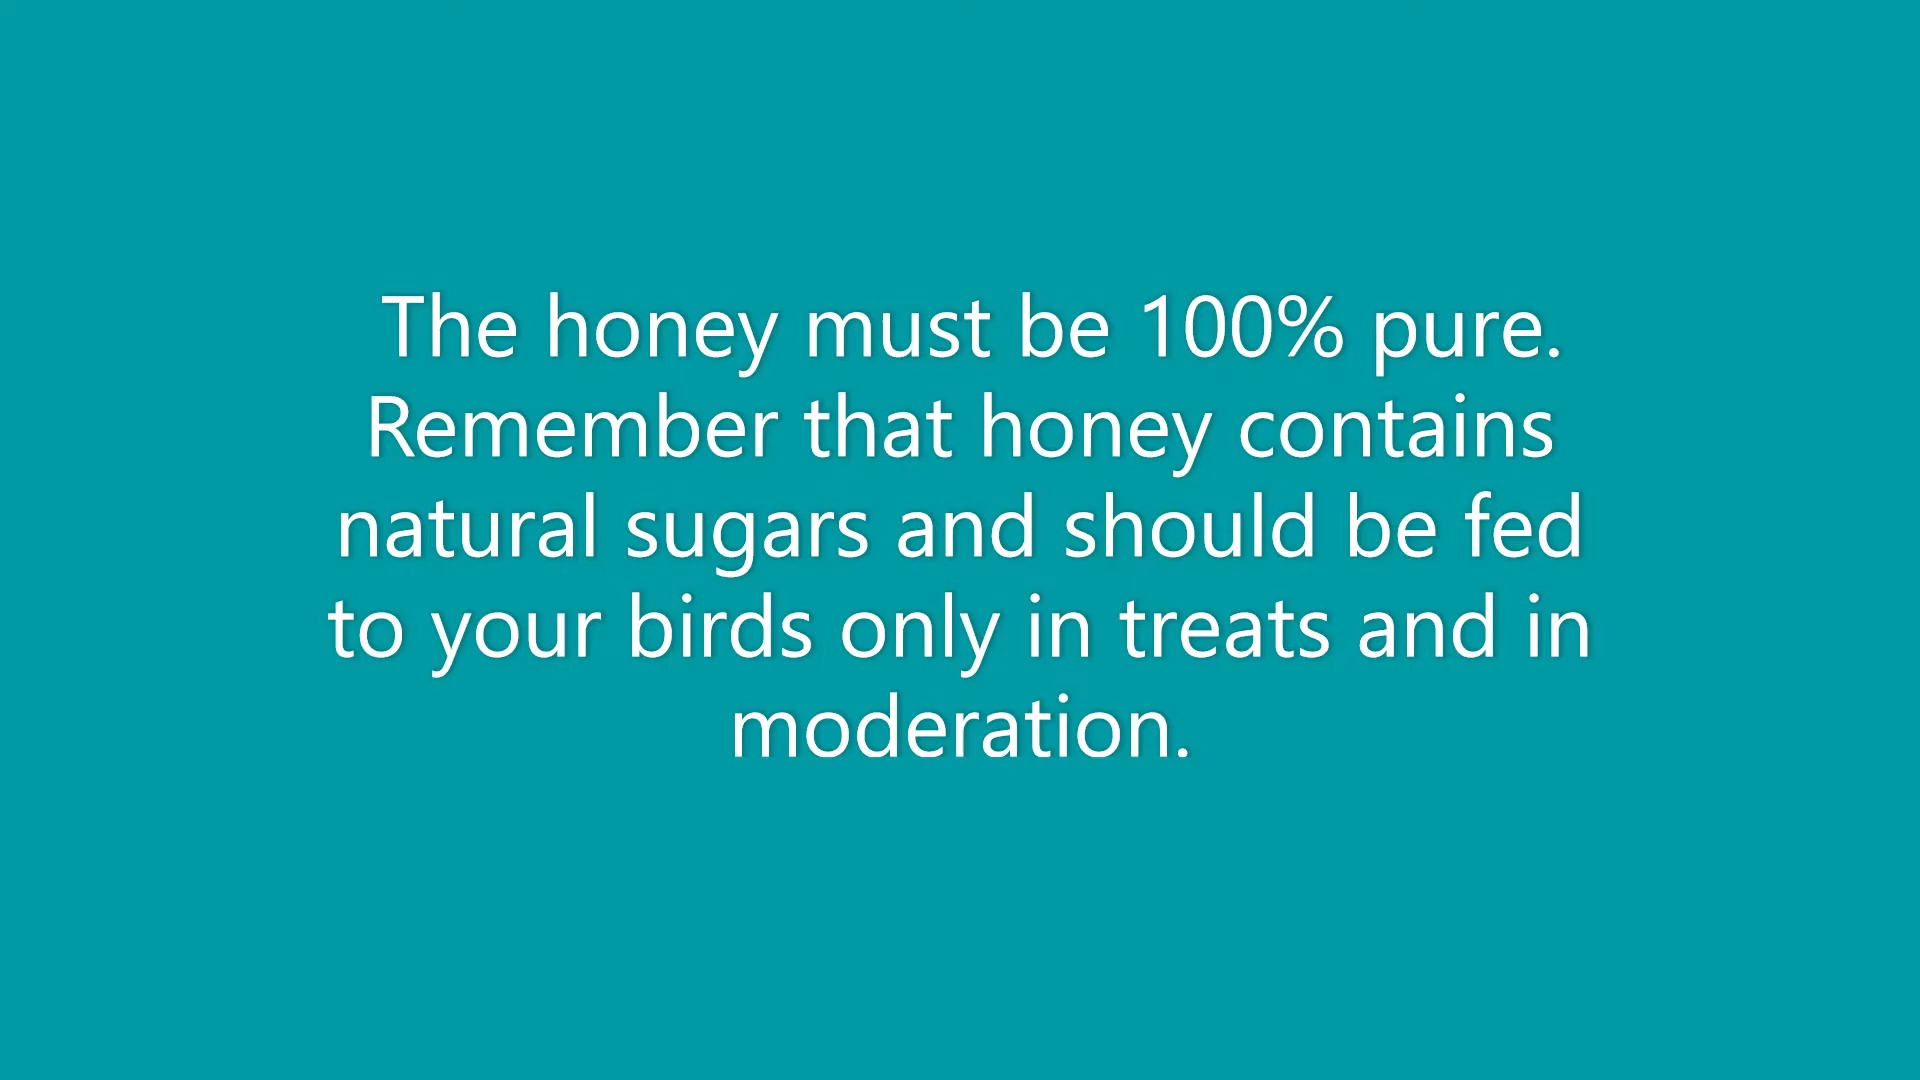 The honey must be 100% pure.
Remember that honey contains
natural sugars and should be fed
to your birds only in treats and in
moderation.